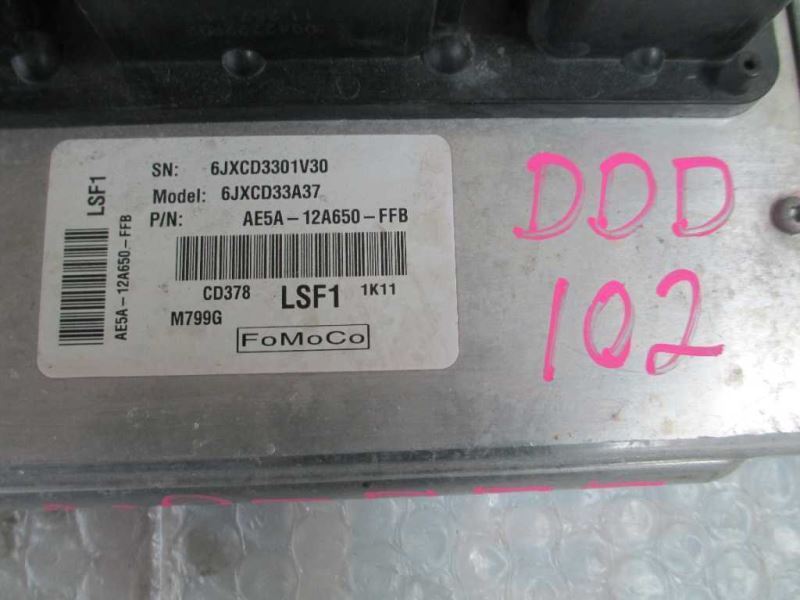 LSF1
AE5A-12A650-FFB
SN: 6JXCD3301V30
Model: 6JXCD33A37
P/N: AE5A-12A650-FFB
CD378 LSF1 1K11
M799G
FoMoCo
DDD
102